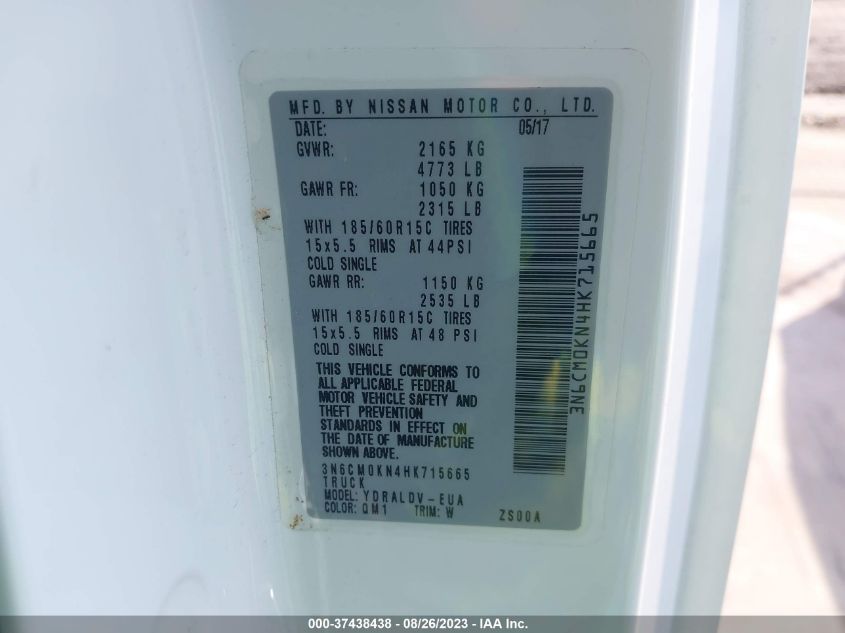 MFD. BY NISSAN MOTOR CO., LTD.
DATE: 05/17
GVWR: 2165 KG
4773 LB
GAWR FR: 1050 KG
2315 LB
WITH 185/60R15C TIRES
15x5.5 RIMS AT 44PSI
COLD SINGLE
GAWR RR: 1150 KG
2535 LB
WITH 185/60R15C TIRES
15x5.5 RIMS AT 48 PSI
COLD SINGLE
THIS VEHICLE CONFORMS TO
ALL APPLICABLE FEDERAL
MOTOR VEHICLE SAFETY AND
THEFT PREVENTION
STANDARDS IN EFFECT ON
THE DATE OF MANUFACTURE
SHOWN ABOVE.
3N6CM0KN4HK715665
TRUCK
MODEL: YDRALDV-EUA
COLOR: QM1 TRIM: W ZS00A
3N6CM0KN4HK715665
000-37438438 - 08/26/2023 - IAA Inc.